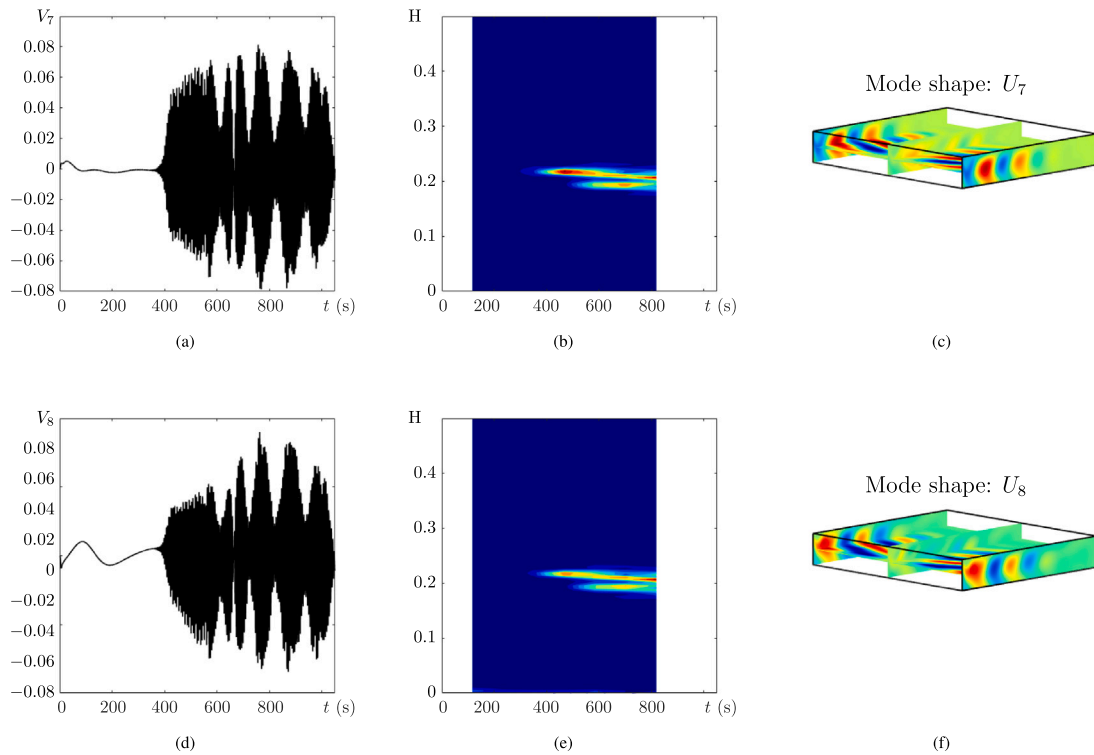 V₇
0.08
0.06
0.04
0.02
0
−0.02
−0.04
−0.06
−0.08
0 200 400 600 800 t (s)
(a)
H
0.4
0.3
0.2
0.1
0
0 200 400 600 800 t (s)
(b)
Mode shape: U₇
(c)
V₈
0.08
0.06
0.04
0.02
0
−0.02
−0.04
−0.06
−0.08
0 200 400 600 800 t (s)
(d)
H
0.4
0.3
0.2
0.1
0
0 200 400 600 800 t (s)
(e)
Mode shape: U₈
(f)